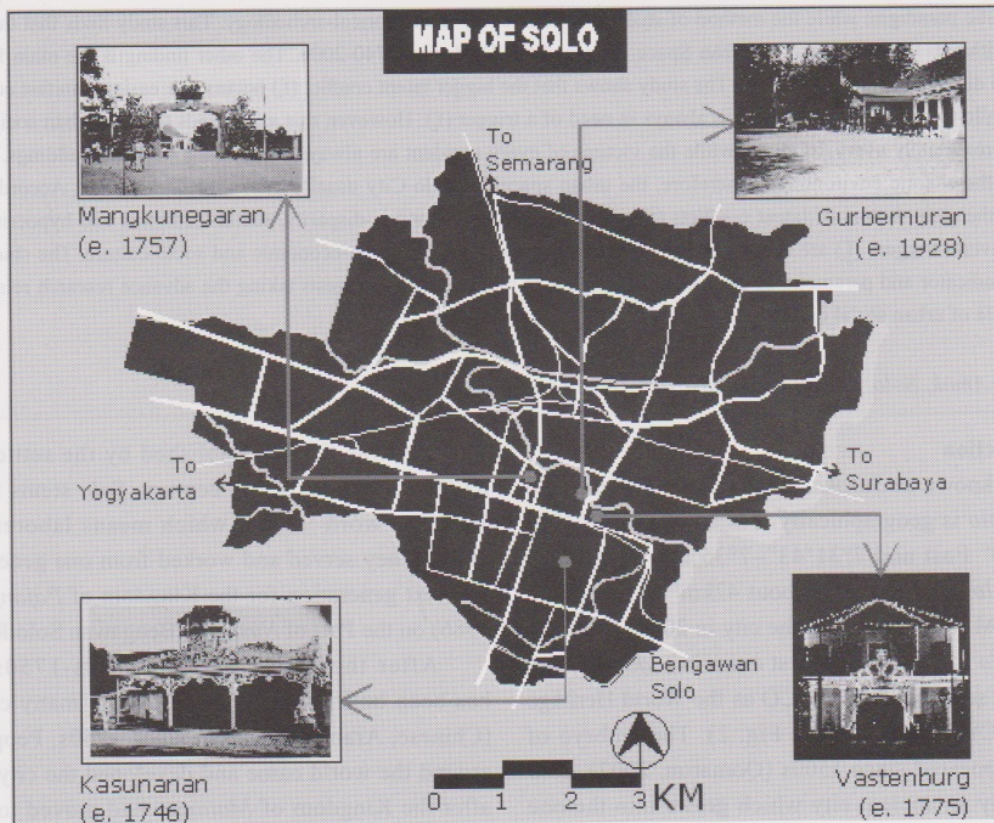 MAP OF SOLO
To
Semarang
Mangkunegaran
(e. 1757)
Gurbernuran
(e. 1928)
To
Yogyakarta
To
Surabaya
Bengawan
Solo
Kasunanan
(e. 1746)
0 1 2 3 KM
Vastenburg
(e. 1775)